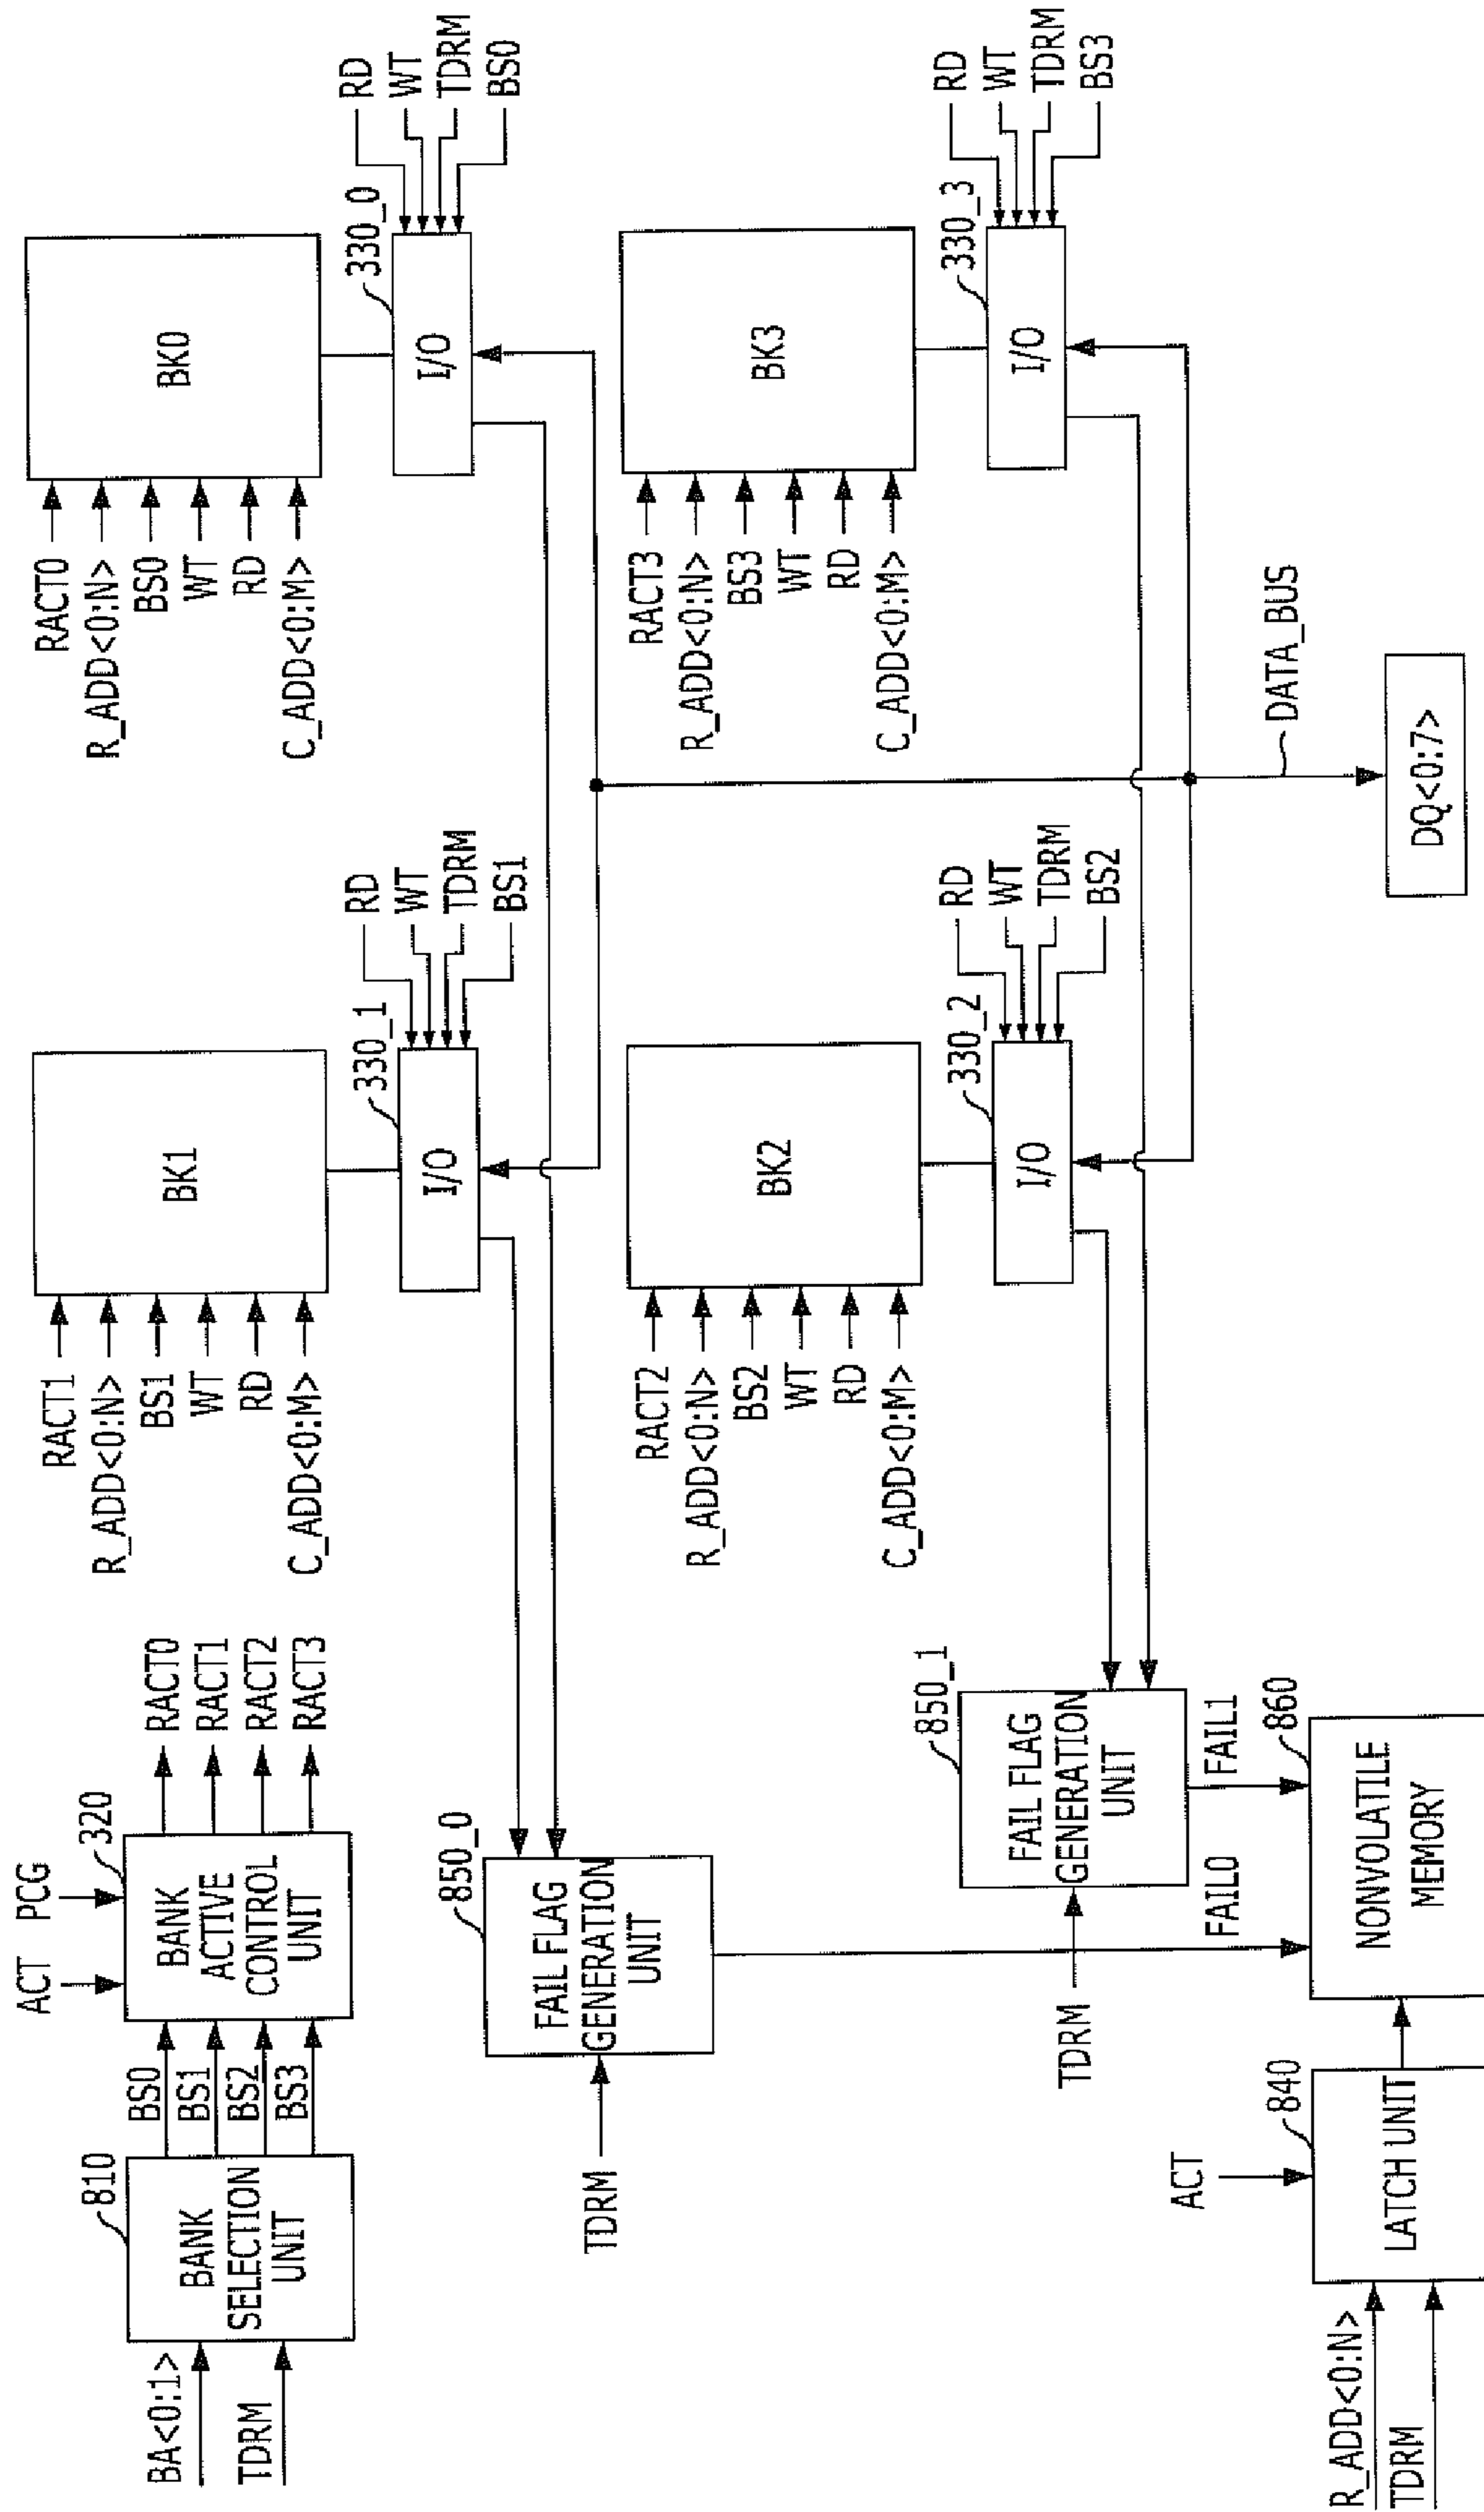 BA<0:1>
TDRM
810
BANK
SELECTION
UNIT
BS0
BS1
BS2
BS3
ACT
PCG
320
BANK
ACTIVE
CONTROL
UNIT
RACT0
RACT1
RACT2
RACT3
RACT1
R_ADD<0:N>
BS1
WT
RD
C_ADD<0:M>
BK1
330_1
I/O
RD
WT
TDRM
BS1
RACT0
R_ADD<0:N>
BS0
WT
RD
C_ADD<0:M>
BK0
330_0
I/O
RD
WT
TDRM
BS0
TDRM
850_0
FAIL FLAG
GENERATION
UNIT
RACT2
R_ADD<0:N>
BS2
WT
RD
C_ADD<0:M>
BK2
330_2
I/O
RD
WT
TDRM
BS2
RACT3
R_ADD<0:N>
BS3
WT
RD
C_ADD<0:M>
BK3
330_3
I/O
RD
WT
TDRM
BS3
TDRM
850_1
FAIL FLAG
GENERATION
UNIT
FAIL0
FAIL1
R_ADD<0:N>
TDRM
ACT
840
LATCH UNIT
860
NONVOLATILE
MEMORY
DATA_BUS
DQ<0:7>